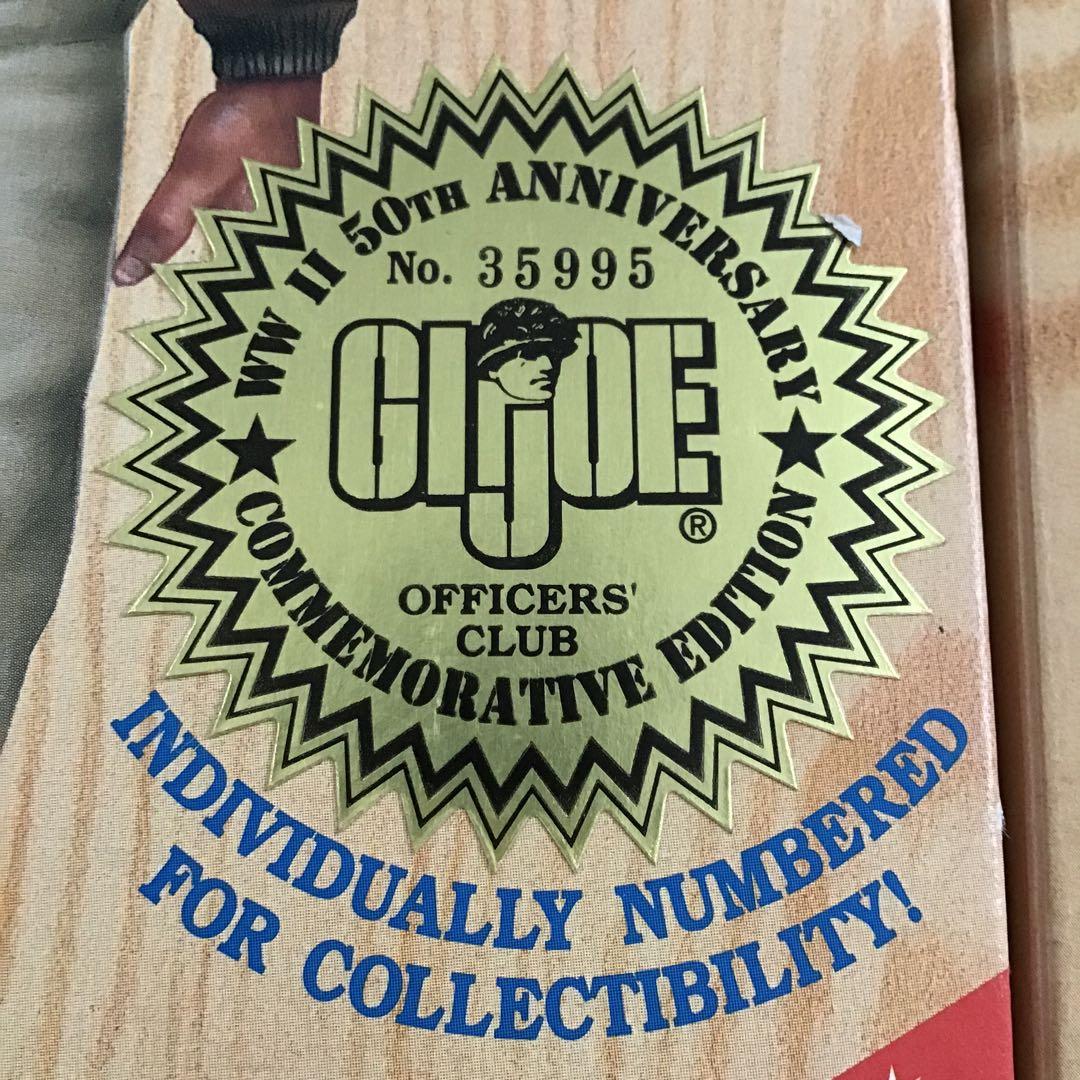 WW II 50TH ANNIVERSARY
No. 35995
GI JOE
®
OFFICERS'
CLUB
COMMEMORATIVE EDITION
INDIVIDUALLY NUMBERED
FOR COLLECTIBILITY!